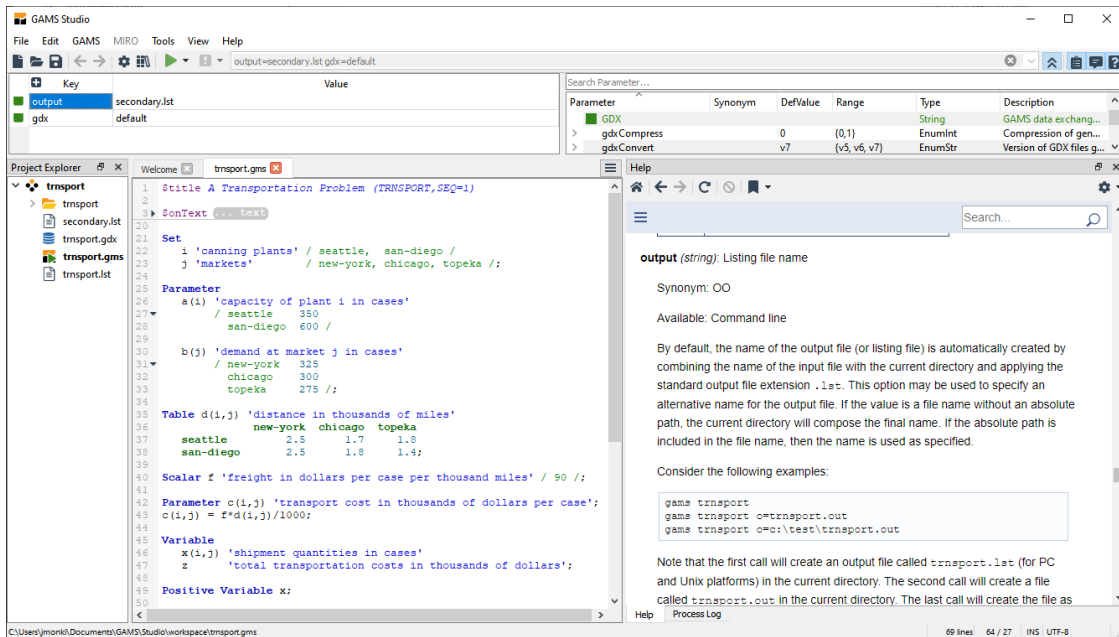 GAMS Studio
File Edit GAMS MIRO Tools View Help
output=secondary.lst gdx=default
Key Value
output secondary.lst
gdx default
Search Parameter...
Parameter Synonym DefValue Range Type Description
GDX String GAMS data exchang...
gdxCompress 0 {0,1} EnumInt Compression of gen...
gdxConvert v7 {v5, v6, v7} EnumStr Version of GDX files g...
Project Explorer
trnsport
trnsport
secondary.lst
trnsport.gdx
trnsport.gms
trnsport.lst
Welcome trnsport.gms
1 $title A Transportation Problem (TRNSPORT,SEQ=1)
2
3 $onText ... text
20
21 Set
22 i 'canning plants' / seattle, san-diego /
23 j 'markets' / new-york, chicago, topeka /;
24
25 Parameter
26 a(i) 'capacity of plant i in cases'
27 / seattle 350
28 san-diego 600 /
29
30 b(j) 'demand at market j in cases'
31 / new-york 325
32 chicago 300
33 topeka 275 /;
34
35 Table d(i,j) 'distance in thousands of miles'
36 new-york chicago topeka
37 seattle 2.5 1.7 1.8
38 san-diego 2.5 1.8 1.4;
39
40 Scalar f 'freight in dollars per case per thousand miles' / 90 /;
41
42 Parameter c(i,j) 'transport cost in thousands of dollars per case';
43 c(i,j) = f*d(i,j)/1000;
44
45 Variable
46 x(i,j) 'shipment quantities in cases'
47 z 'total transportation costs in thousands of dollars';
48
49 Positive Variable x;
50
Help
Search...
output (string): Listing file name
Synonym: OO
Available: Command line
By default, the name of the output file (or listing file) is automatically created by
combining the name of the input file with the current directory and applying the
standard output file extension .lst. This option may be used to specify an
alternative name for the output file. If the value is a file name without an absolute
path, the current directory will compose the final name. If the absolute path is
included in the file name, then the name is used as specified.
Consider the following examples:
gams trnsport
gams trnsport o=trnsport.out
gams trnsport o=c:\test\trnsport.out
Note that the first call will create an output file called trnsport.lst (for PC
and Unix platforms) in the current directory. The second call will create a file
called trnsport.out in the current directory. The last call will create the file as
Help Process Log
C:\Users\jmonki\Documents\GAMS\Studio\workspace\trnsport.gms
69 lines 64 / 27 INS UTF-8